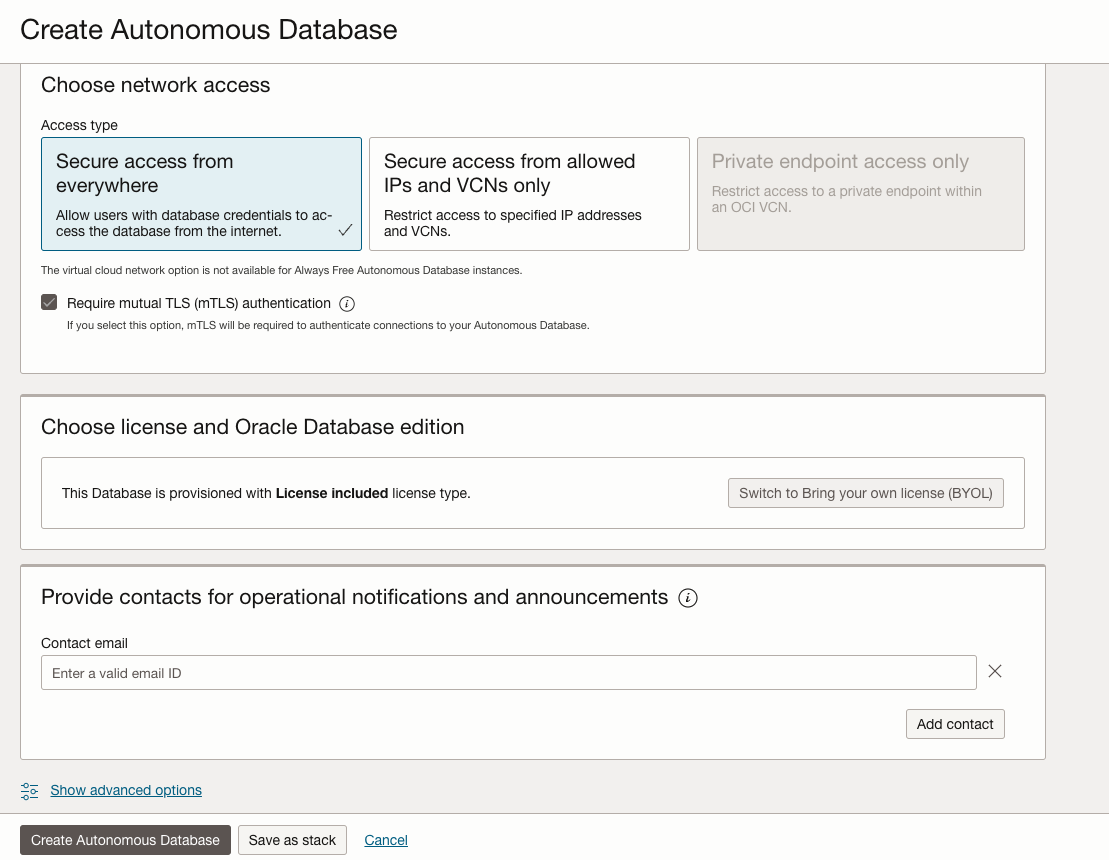 Create Autonomous Database
Choose network access
Access type
Secure access from
everywhere
Allow users with database credentials to ac-
cess the database from the internet.
Secure access from allowed
IPs and VCNs only
Restrict access to specified IP addresses
and VCNs.
Private endpoint access only
Restrict access to a private endpoint within
an OCI VCN.
The virtual cloud network option is not available for Always Free Autonomous Database instances.
Require mutual TLS (mTLS) authentication
If you select this option, mTLS will be required to authenticate connections to your Autonomous Database.
Choose license and Oracle Database edition
This Database is provisioned with License included license type.
Switch to Bring your own license (BYOL)
Provide contacts for operational notifications and announcements
Contact email
Enter a valid email ID
Add contact
Show advanced options
Create Autonomous Database
Save as stack
Cancel